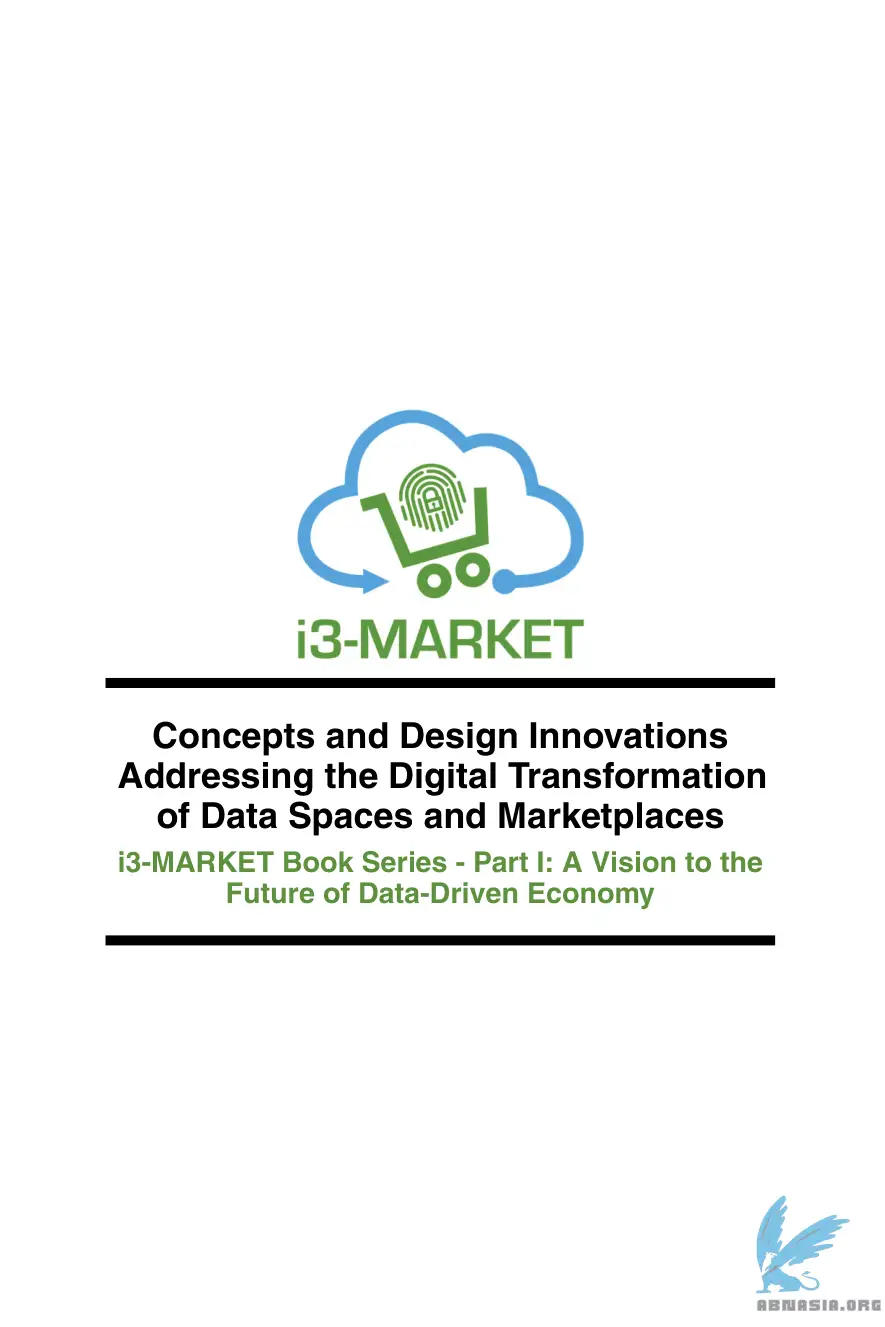 i3-MARKET
Concepts and Design Innovations
Addressing the Digital Transformation
of Data Spaces and Marketplaces
i3-MARKET Book Series - Part I: A Vision to the
Future of Data-Driven Economy
ABNASIA.ORG